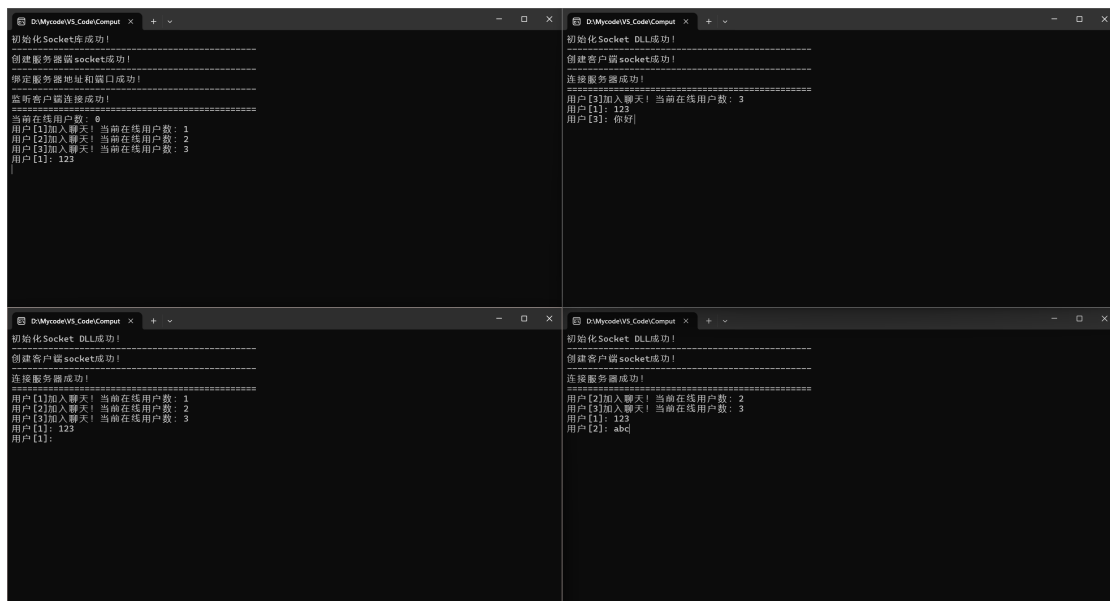 D:\Mycode\VS_Code\Comput
初始化Socket库成功！
创建服务器端socket成功！
绑定服务器地址和端口成功！
监听客户端连接成功！
当前在线用户数：0
用户[1]加入聊天！当前在线用户数：1
用户[2]加入聊天！当前在线用户数：2
用户[3]加入聊天！当前在线用户数：3
用户[1]: 123
D:\Mycode\VS_Code\Comput
初始化Socket DLL成功！
创建客户端socket成功！
连接服务器成功！
用户[3]加入聊天！当前在线用户数：3
用户[1]: 123
用户[3]: 你好
D:\Mycode\VS_Code\Comput
初始化Socket DLL成功！
创建客户端socket成功！
连接服务器成功！
用户[1]加入聊天！当前在线用户数：1
用户[2]加入聊天！当前在线用户数：2
用户[3]加入聊天！当前在线用户数：3
用户[1]: 123
用户[1]:
D:\Mycode\VS_Code\Comput
初始化Socket DLL成功！
创建客户端socket成功！
连接服务器成功！
用户[2]加入聊天！当前在线用户数：2
用户[3]加入聊天！当前在线用户数：3
用户[1]: 123
用户[2]: abc